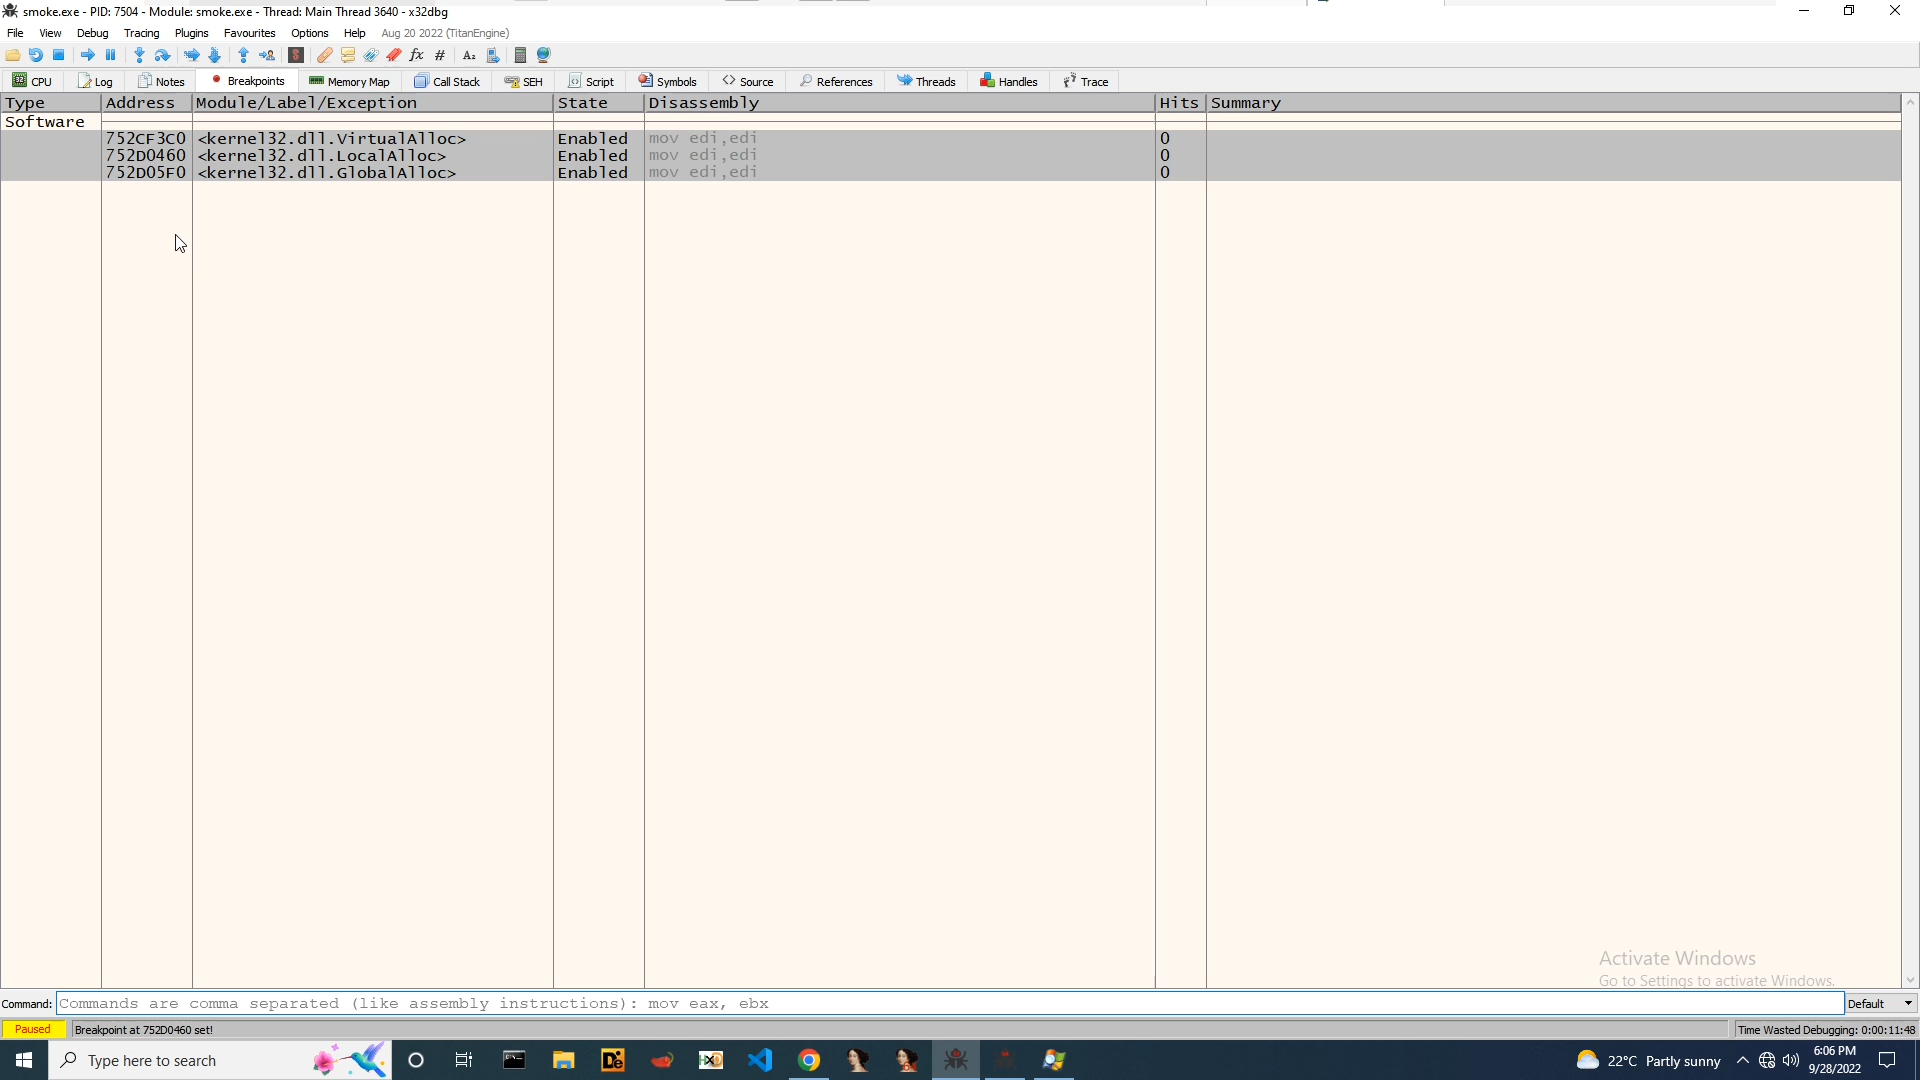 smoke.exe - PID: 7504 - Module: smoke.exe - Thread: Main Thread 3640 - x32dbg
File View Debug Tracing Plugins Favourites Options Help Aug 20 2022 (TitanEngine)
CPU Log Notes Breakpoints Memory Map Call Stack SEH Script Symbols Source References Threads Handles Trace
Type Address Module/Label/Exception State Disassembly Hits Summary
Software
752CF3C0 <kernel32.dll.VirtualAlloc> Enabled mov edi,edi 0
752D0460 <kernel32.dll.LocalAlloc> Enabled mov edi,edi 0
752D05F0 <kernel32.dll.GlobalAlloc> Enabled mov edi,edi 0
Activate Windows
Go to Settings to activate Windows.
Command: Commands are comma separated (like assembly instructions): mov eax, ebx Default
Paused Breakpoint at 752D0460 set! Time Wasted Debugging: 0:00:11:48
Type here to search 22°C Partly sunny 6:06 PM
9/28/2022